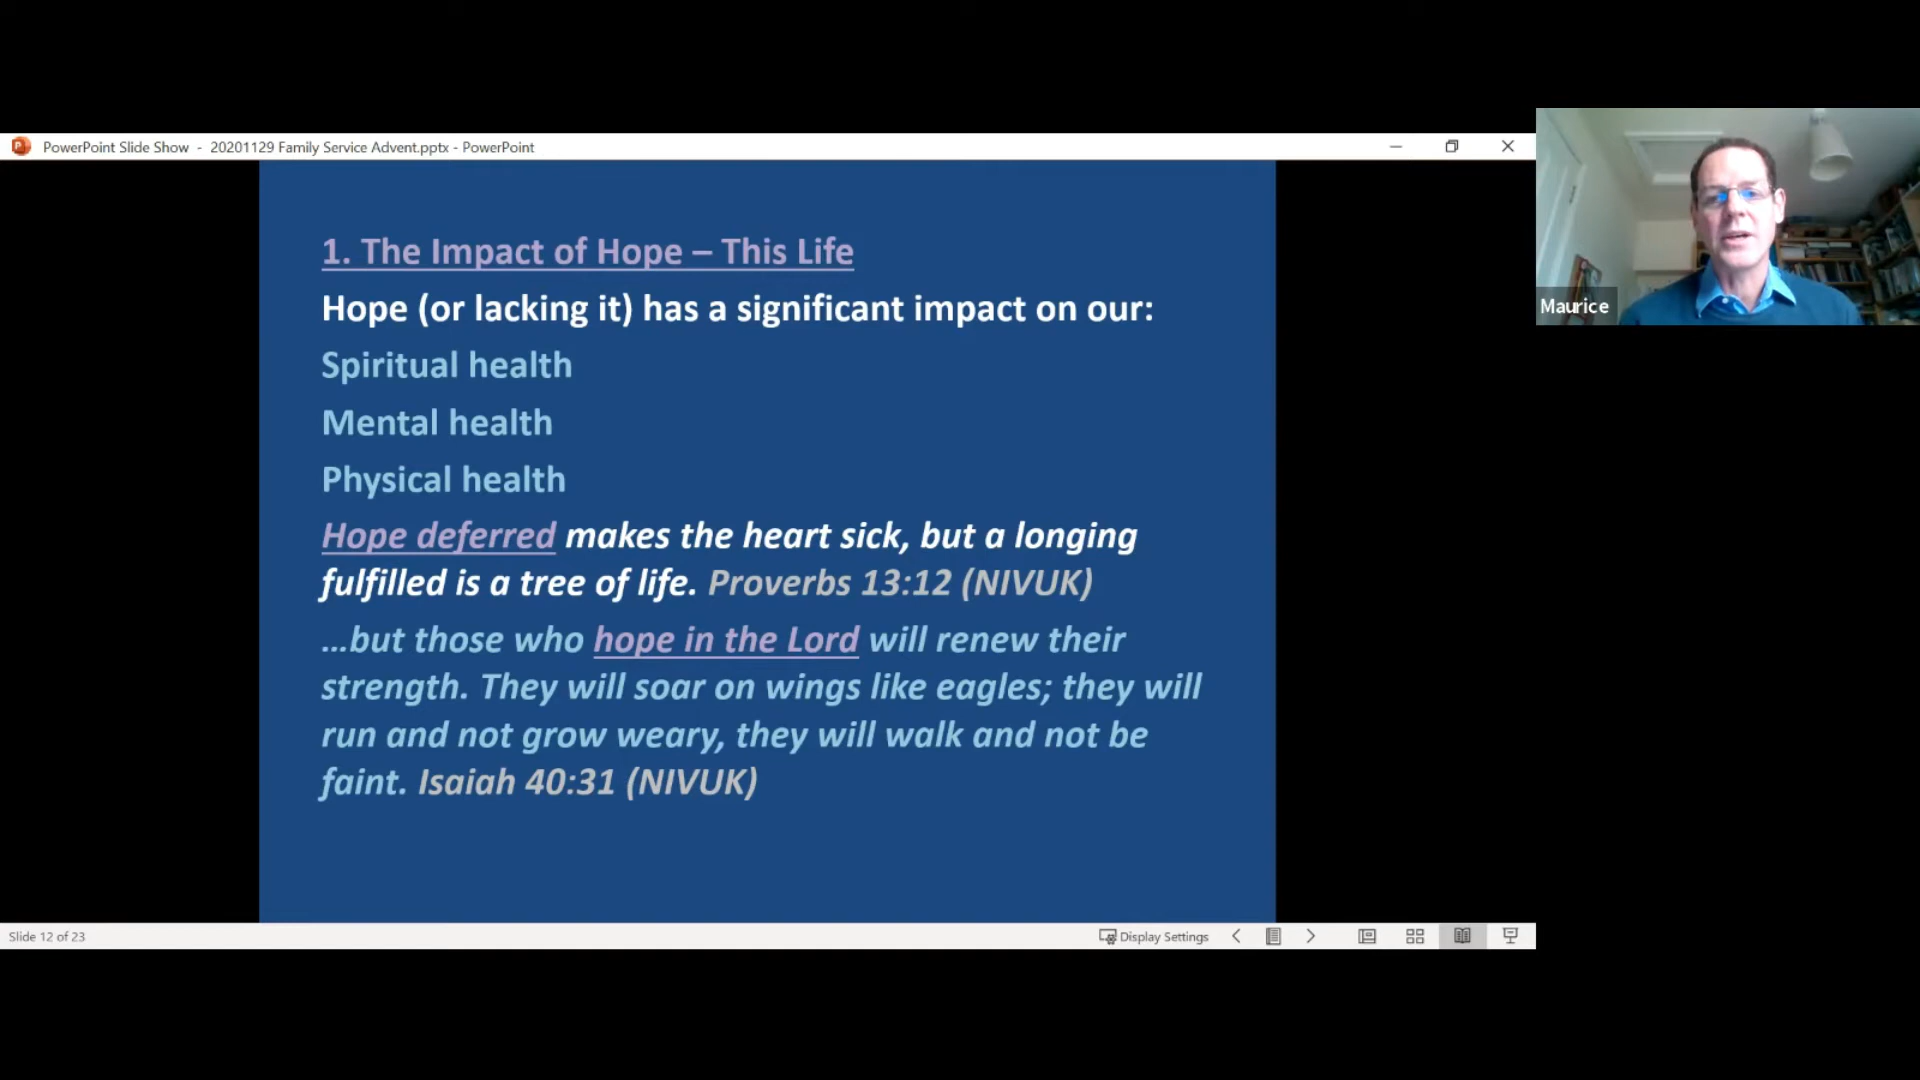 PowerPoint Slide Show - 20201129 Family Service Advent.pptx - PowerPoint
1. The Impact of Hope – This Life
Hope (or lacking it) has a significant impact on our:
Spiritual health
Mental health
Physical health
Hope deferred makes the heart sick, but a longing
fulfilled is a tree of life. Proverbs 13:12 (NIVUK)
…but those who hope in the Lord will renew their
strength. They will soar on wings like eagles; they will
run and not grow weary, they will walk and not be
faint. Isaiah 40:31 (NIVUK)
Maurice
Slide 12 of 23
Display Settings